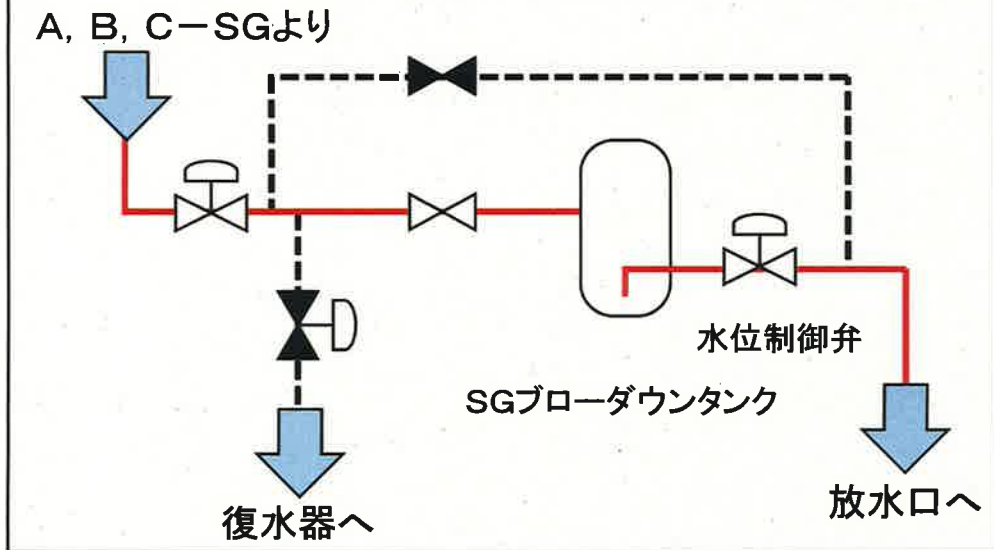 A, B, C－SGより
水位制御弁
SGブローダウンタンク
放水口へ
復水器へ